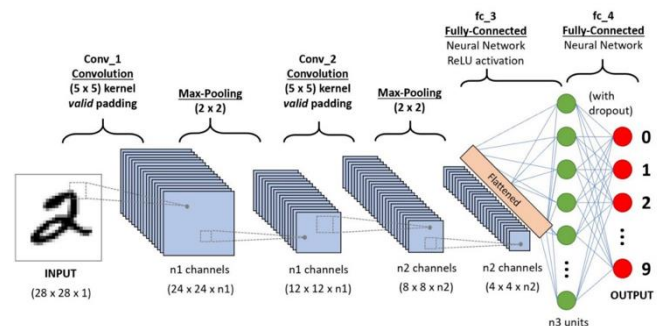 fc_3
Fully-Connected
Neural Network
ReLU activation
fc_4
Fully-Connected
Neural Network
Conv_1
Convolution
(5 x 5) kernel
valid padding
Max-Pooling
(2 x 2)
Conv_2
Convolution
(5 x 5) kernel
valid padding
Max-Pooling
(2 x 2)
(with
dropout)
Flattened
2
0
1
2
9
INPUT
(28 x 28 x 1)
n1 channels
(24 x 24 x n1)
n1 channels
(12 x 12 x n1)
n2 channels
(8 x 8 x n2)
n2 channels
(4 x 4 x n2)
n3 units
OUTPUT